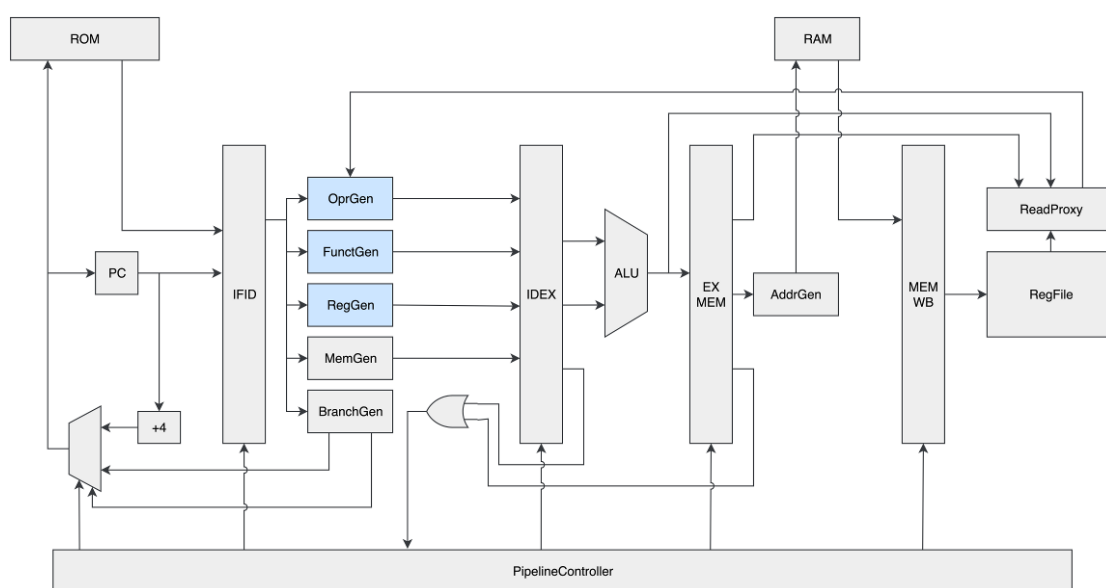 ROM
RAM
OprGen
ReadProxy
FunctGen
PC
IFID
ALU
IDEX
EX
MEM
AddrGen
MEM
WB
RegFile
RegGen
MemGen
BranchGen
+4
PipelineController